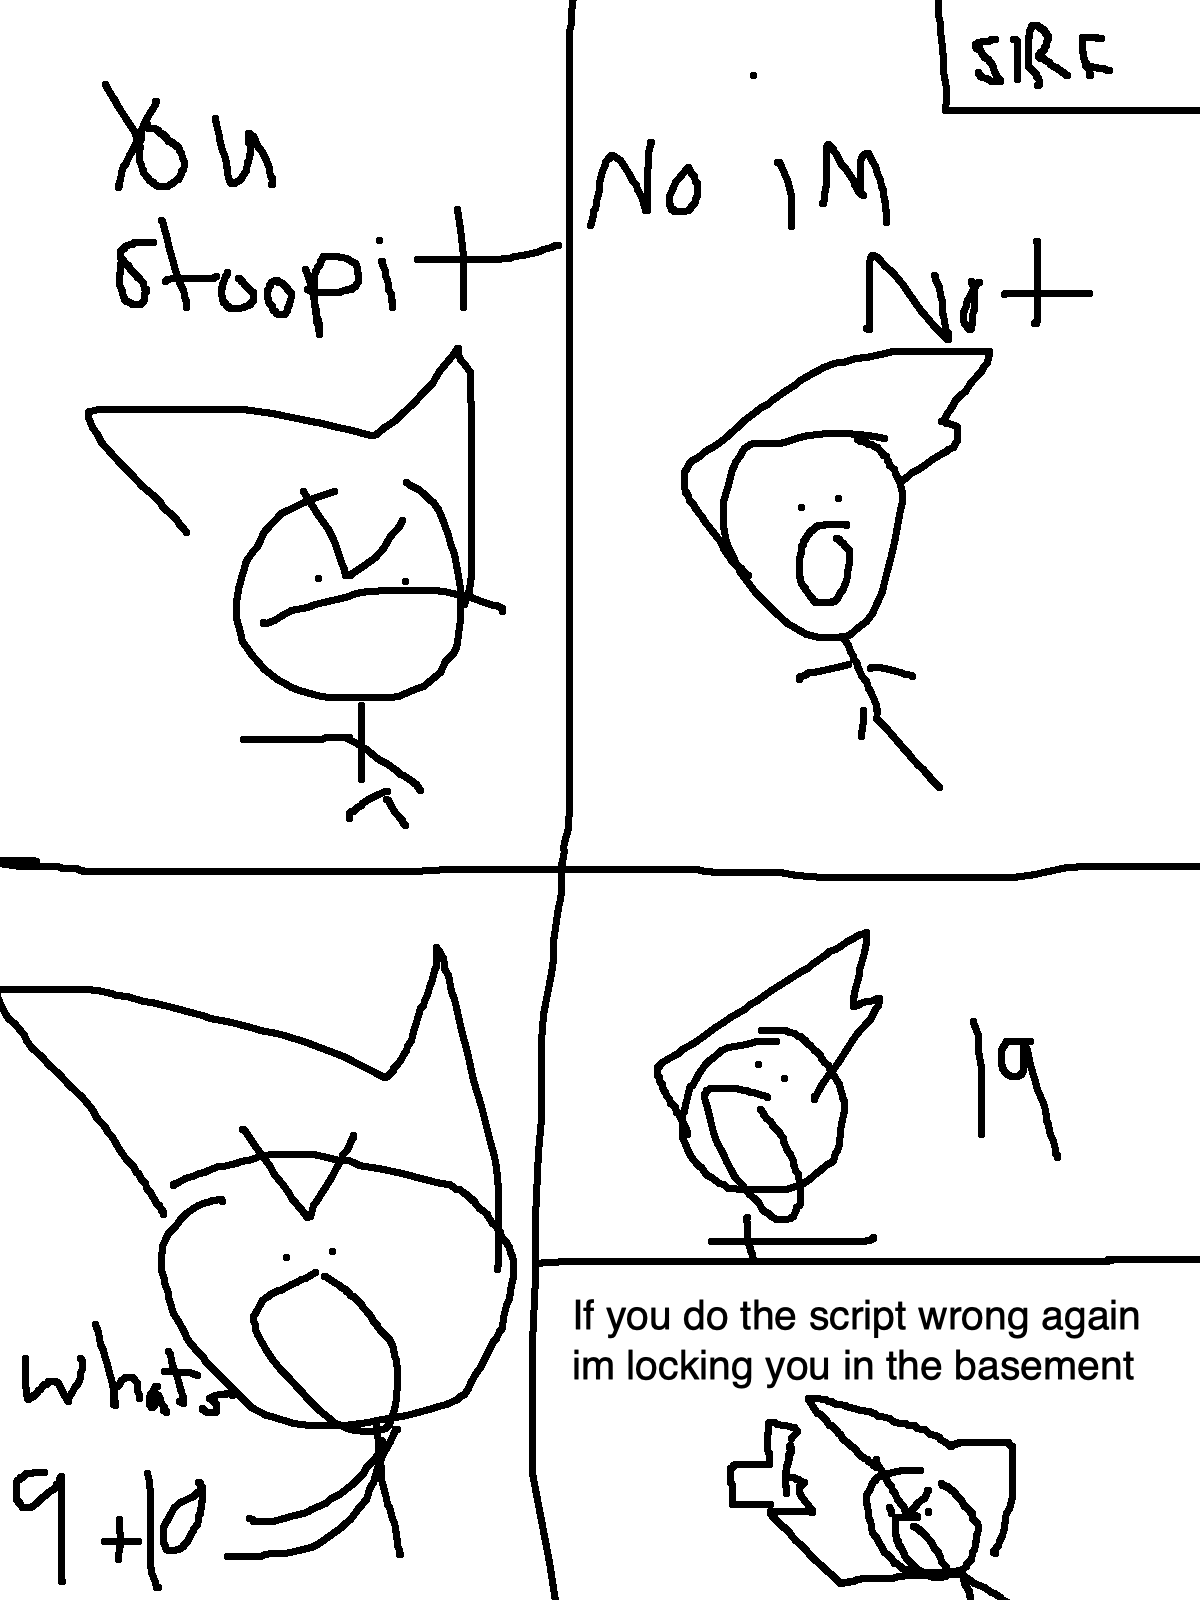 You
stoopit
No im
Not
SIRF
whats
9+10
19
If you do the script wrong again
im locking you in the basement